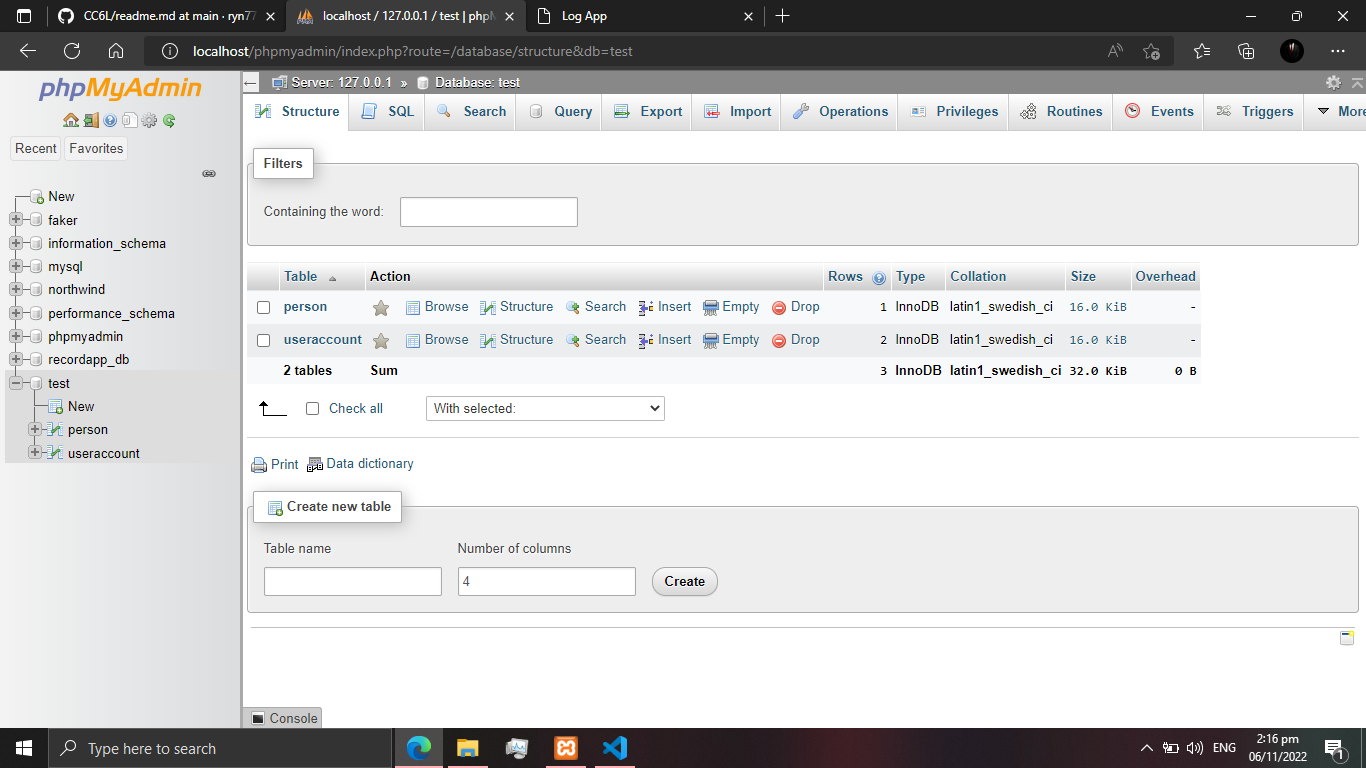 CC6L/readme.md at main · ryn77
localhost / 127.0.0.1 / test | phpM
Log App
localhost/phpmyadmin/index.php?route=/database/structure&db=test
phpMyAdmin
Recent
Favorites
New
faker
information_schema
mysql
northwind
performance_schema
phpmyadmin
recordapp_db
test
New
person
useraccount
Server: 127.0.0.1 » Database: test
Structure SQL Search Query Export Import Operations Privileges Routines Events Triggers More
Filters
Containing the word:
Table Action Rows Type Collation Size Overhead
person Browse Structure Search Insert Empty Drop 1 InnoDB latin1_swedish_ci 16.0 KiB -
useraccount Browse Structure Search Insert Empty Drop 2 InnoDB latin1_swedish_ci 16.0 KiB -
2 tables Sum 3 InnoDB latin1_swedish_ci 32.0 KiB 0 B
Check all With selected:
Print Data dictionary
Create new table
Table name Number of columns
4 Create
Console
Type here to search
ENG
2:16 pm
06/11/2022
1